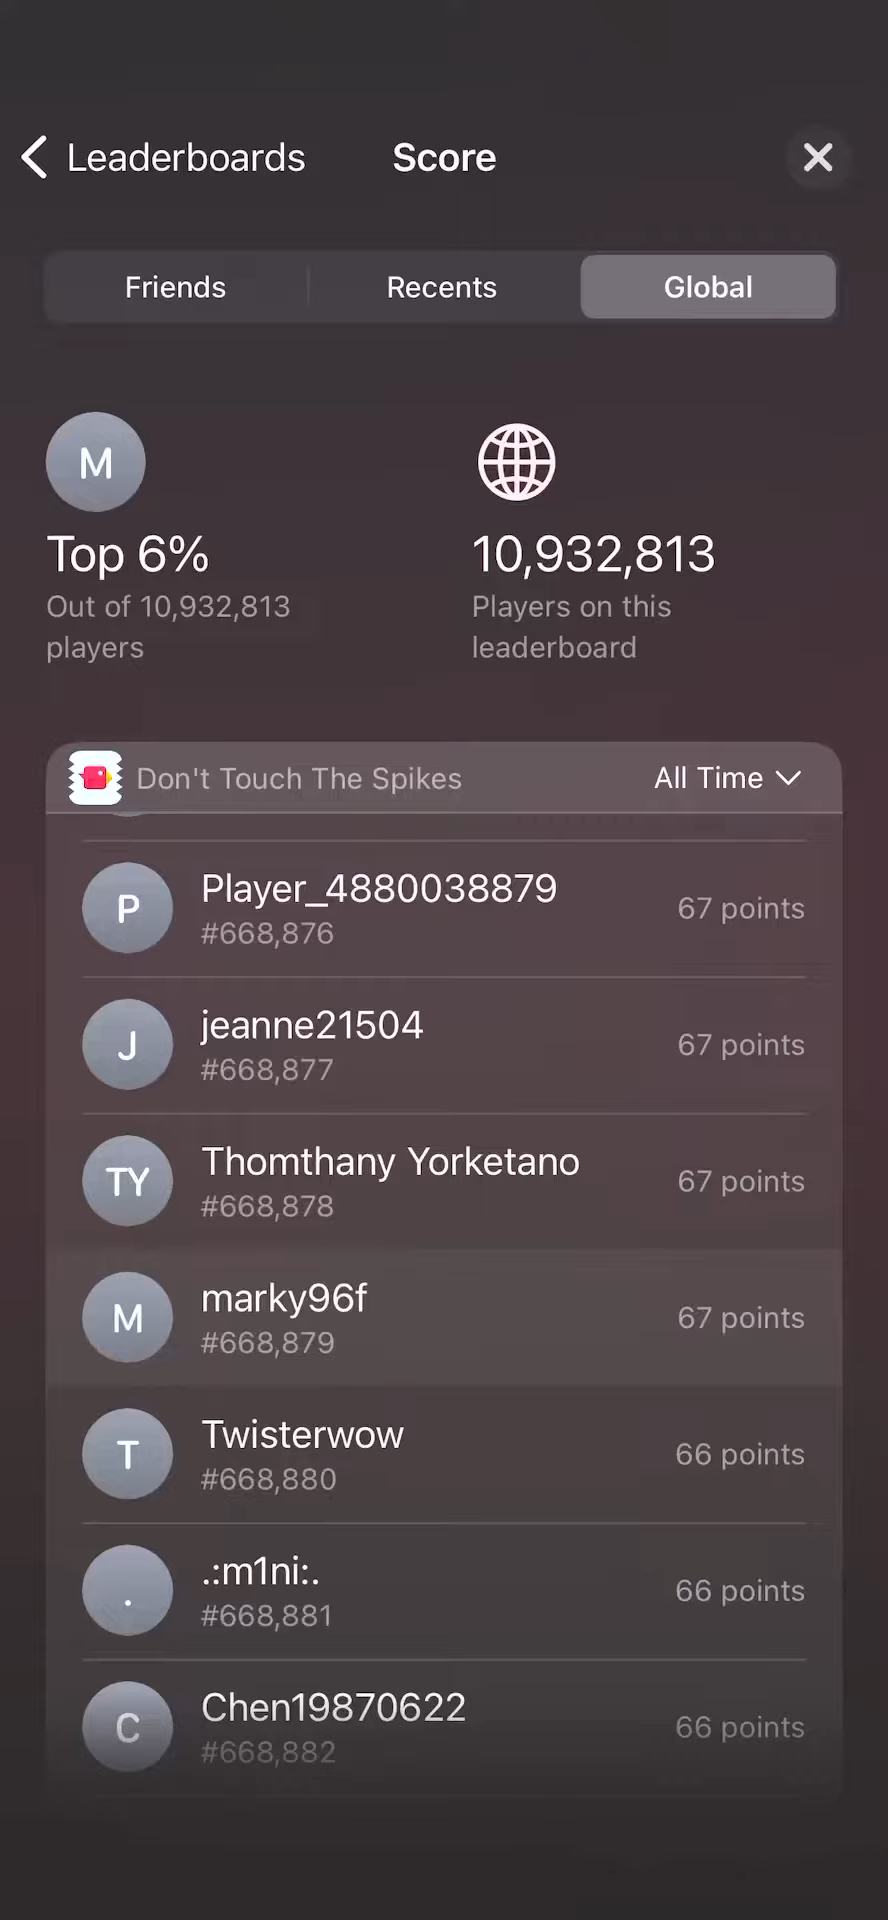 Leaderboards
Score
Friends
Recents
Global
M
Top 6%
Out of 10,932,813
players
10,932,813
Players on this
leaderboard
Don't Touch The Spikes
All Time
P
Player_4880038879
#668,876
67 points
J
jeanne21504
#668,877
67 points
TY
Thomthany Yorketano
#668,878
67 points
M
marky96f
#668,879
67 points
T
Twisterwow
#668,880
66 points
.
.:m1ni:.
#668,881
66 points
C
Chen19870622
#668,882
66 points